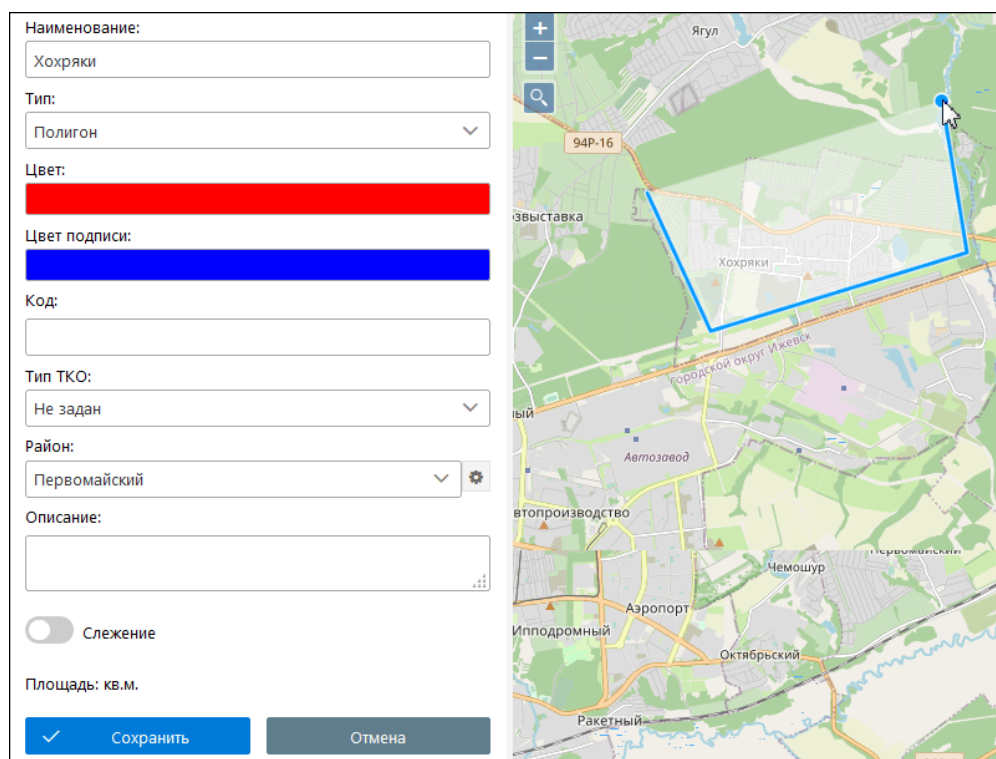 Наименование:
Хохряки
Тип:
Полигон
Цвет:
Цвет подписи:
Код:
Тип ТКО:
Не задан
Район:
Первомайский
Описание:
Слежение
Площадь: кв.м.
Сохранить
Отмена
+
−
Ягул
94Р-16
звыставка
Хохряки
городской округ Ижевск
ый
Автозавод
втопроизводство
Первомайский
Чемошур
Аэропорт
Ипподромный
Октябрьский
Ракетный